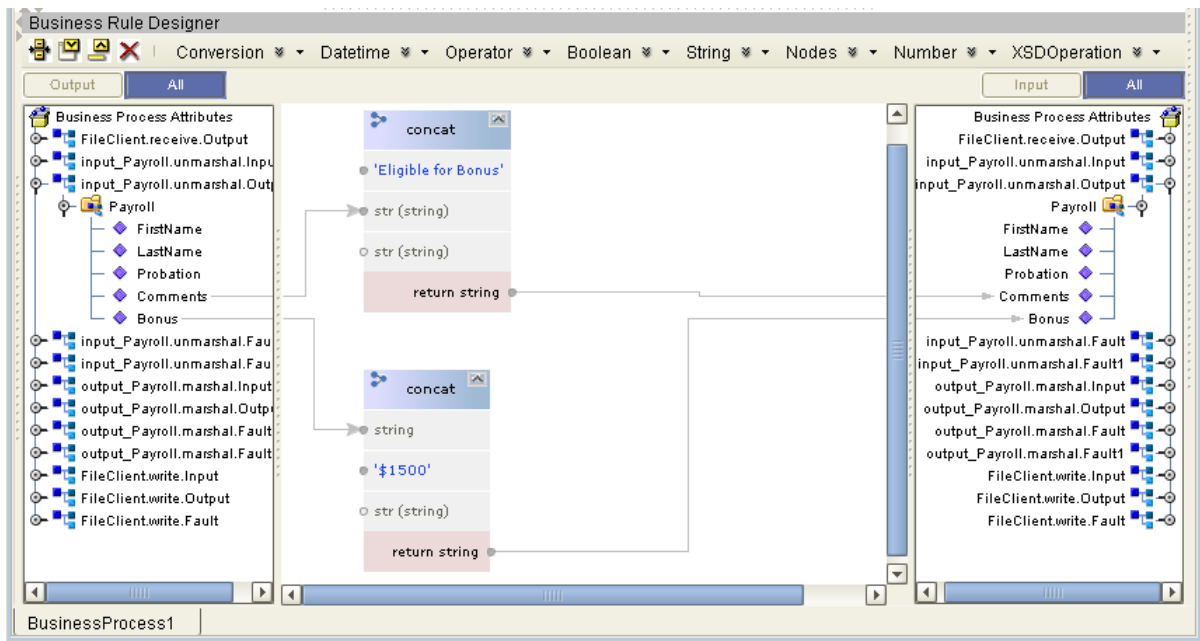 Business Rule Designer
Conversion Datetime Operator Boolean String Nodes Number XSDOperation
Output All Input All
Business Process Attributes
FileClient.receive.Output
input_Payroll.unmarshal.Inpu
input_Payroll.unmarshal.Outp
Payroll
FirstName
LastName
Probation
Comments
Bonus
input_Payroll.unmarshal.Fau
input_Payroll.unmarshal.Fau
output_Payroll.marshal.Input
output_Payroll.marshal.Outpu
output_Payroll.marshal.Fault
output_Payroll.marshal.Fault
FileClient.write.Input
FileClient.write.Output
FileClient.write.Fault
concat
'Eligible for Bonus'
str (string)
str (string)
return string
concat
string
'$1500'
str (string)
return string
Business Process Attributes
FileClient.receive.Output
input_Payroll.unmarshal.Input
input_Payroll.unmarshal.Output
Payroll
FirstName
LastName
Probation
Comments
Bonus
input_Payroll.unmarshal.Fault
input_Payroll.unmarshal.Fault1
output_Payroll.marshal.Input
output_Payroll.marshal.Output
output_Payroll.marshal.Fault
output_Payroll.marshal.Fault1
FileClient.write.Input
FileClient.write.Output
FileClient.write.Fault
BusinessProcess1